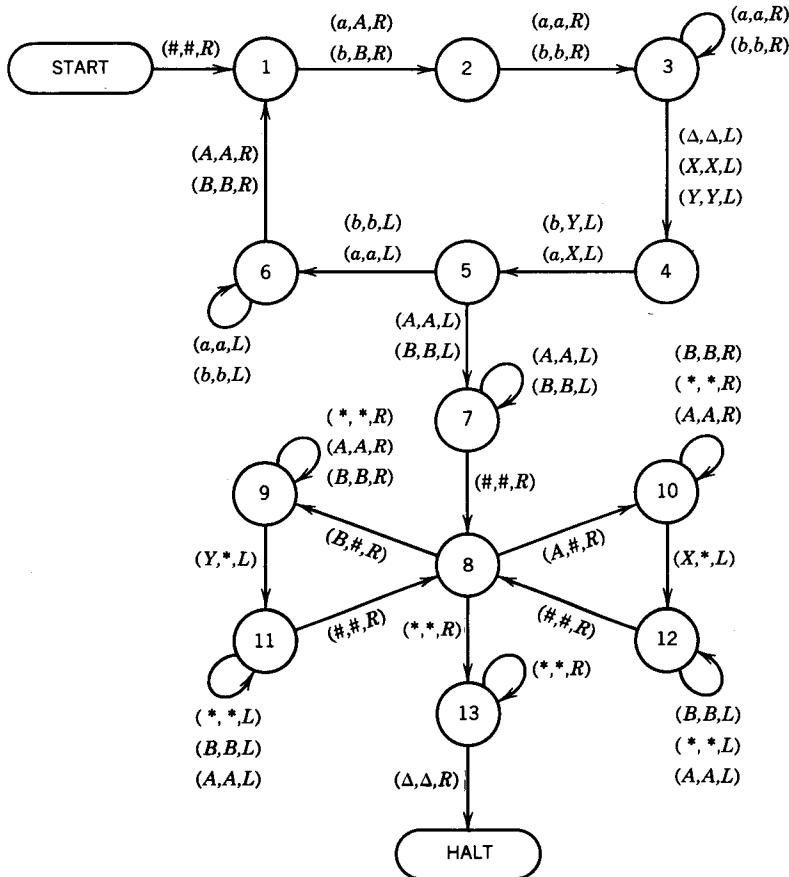 START
(#,#,R)
1
(a,A,R)
(b,B,R)
2
(a,a,R)
(b,b,R)
3
(a,a,R)
(b,b,R)
(A,A,R)
(B,B,R)
(Δ,Δ,L)
(X,X,L)
(Y,Y,L)
6
(b,b,L)
(a,a,L)
5
(b,Y,L)
(a,X,L)
4
(a,a,L)
(b,b,L)
(A,A,L)
(B,B,L)
7
(A,A,L)
(B,B,L)
(B,B,R)
(*,*,R)
(A,A,R)
(*,*,R)
(A,A,R)
(B,B,R)
9
(#,#,R)
10
(B,#,R)
(A,#,R)
8
(Y,*,L)
(X,*,L)
11
(#,#,R)
(*,*,R)
(#,#,R)
12
(*,*,L)
(B,B,L)
(A,A,L)
13
(*,*,R)
(B,B,L)
(*,*,L)
(A,A,L)
(Δ,Δ,R)
HALT